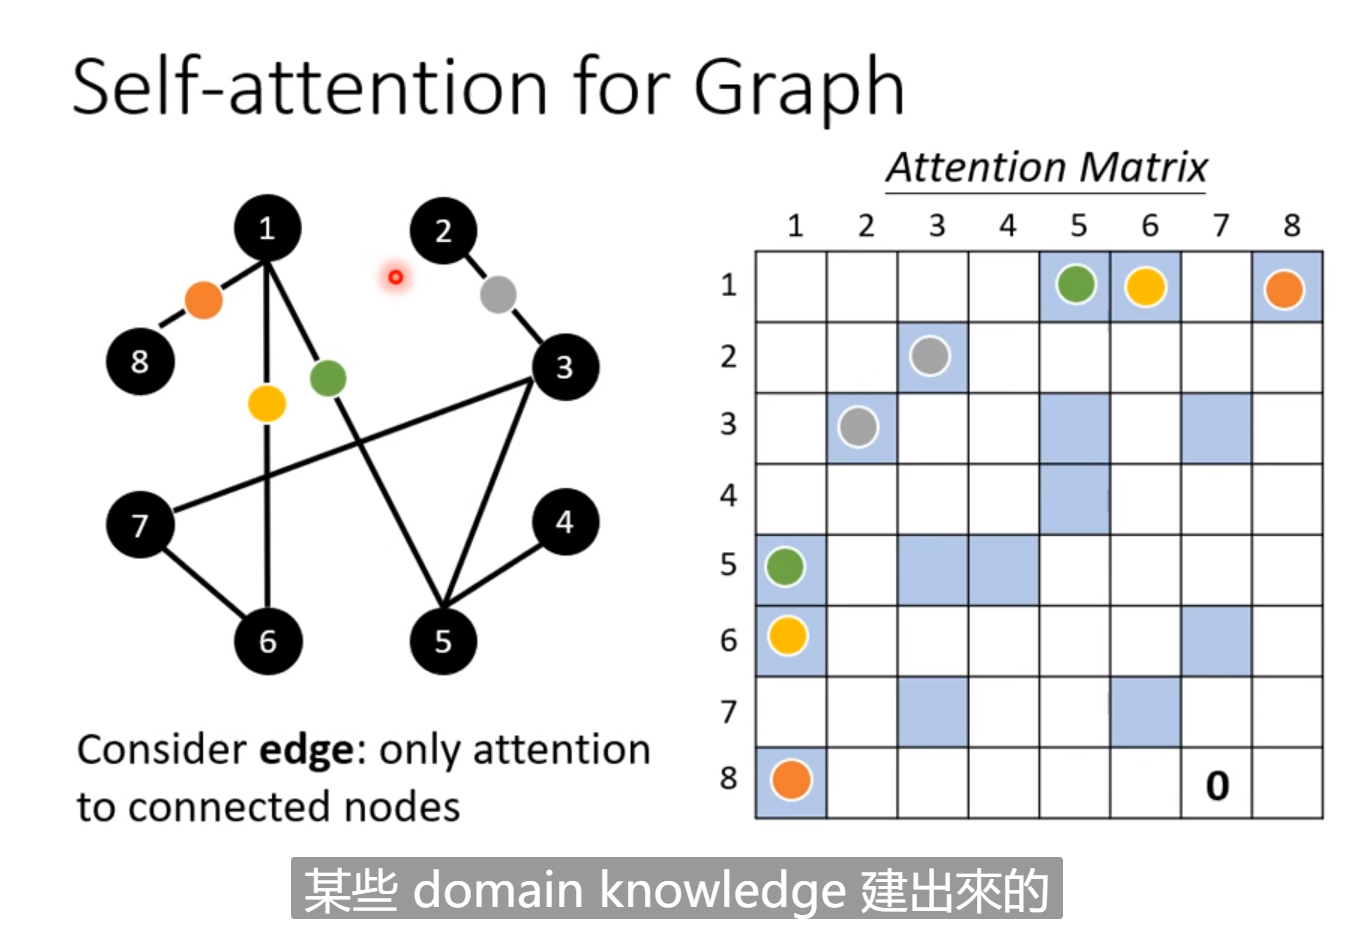 Self-attention for Graph
Attention Matrix
1 2 3 4 5 6 7 8
1
2
3
4
5
6
7
8
0
1
2
8
3
7
4
6
5
Consider edge: only attention
to connected nodes
某些 domain knowledge 建出來的